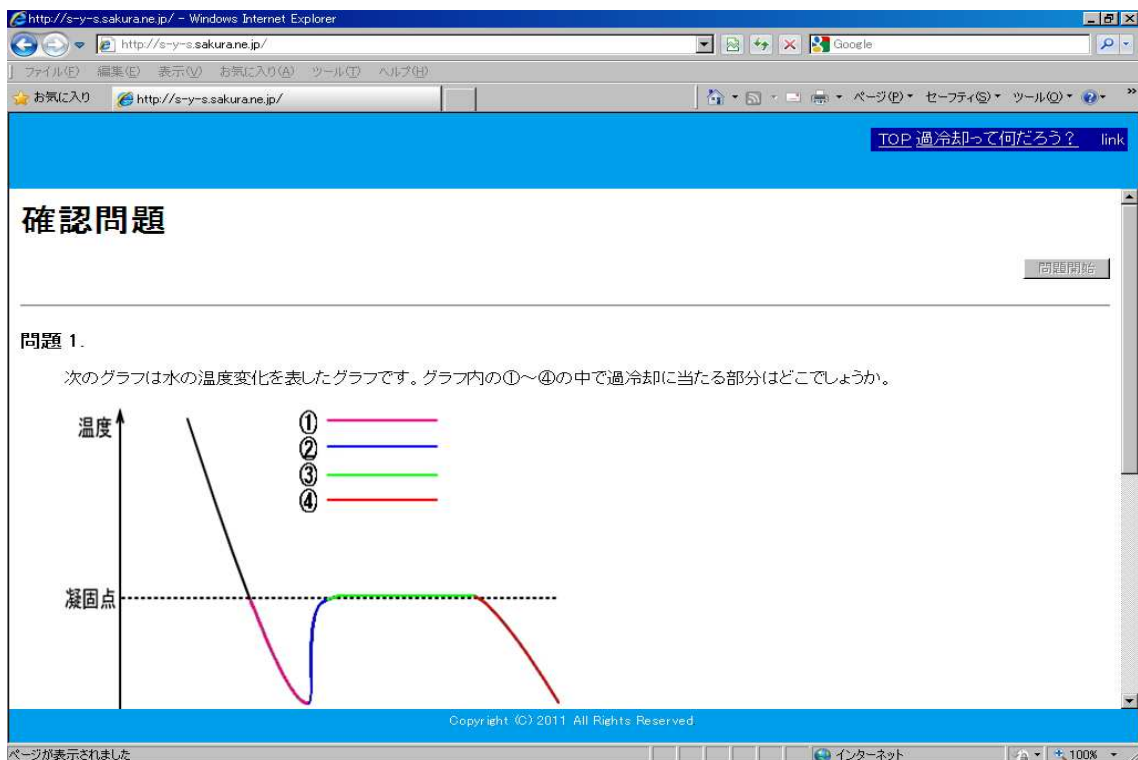 http://s-y-s.sakura.ne.jp/ - Windows Internet Explorer
http://s-y-s.sakura.ne.jp/
Google
ファイル(F) 編集(E) 表示(V) お気に入り(A) ツール(T) ヘルプ(H)
お気に入り http://s-y-s.sakura.ne.jp/ ページ(P) セーフティ(S) ツール(O)
TOP 過冷却って何だろう？ link
確認問題
問題開始
問題 1.
次のグラフは水の温度変化を表したグラフです。グラフ内の①～④の中で過冷却に当たる部分はどこでしょうか。
温度
①
②
③
④
凝固点
Copyright (C) 2011 All Rights Reserved
ページが表示されました インターネット 100%